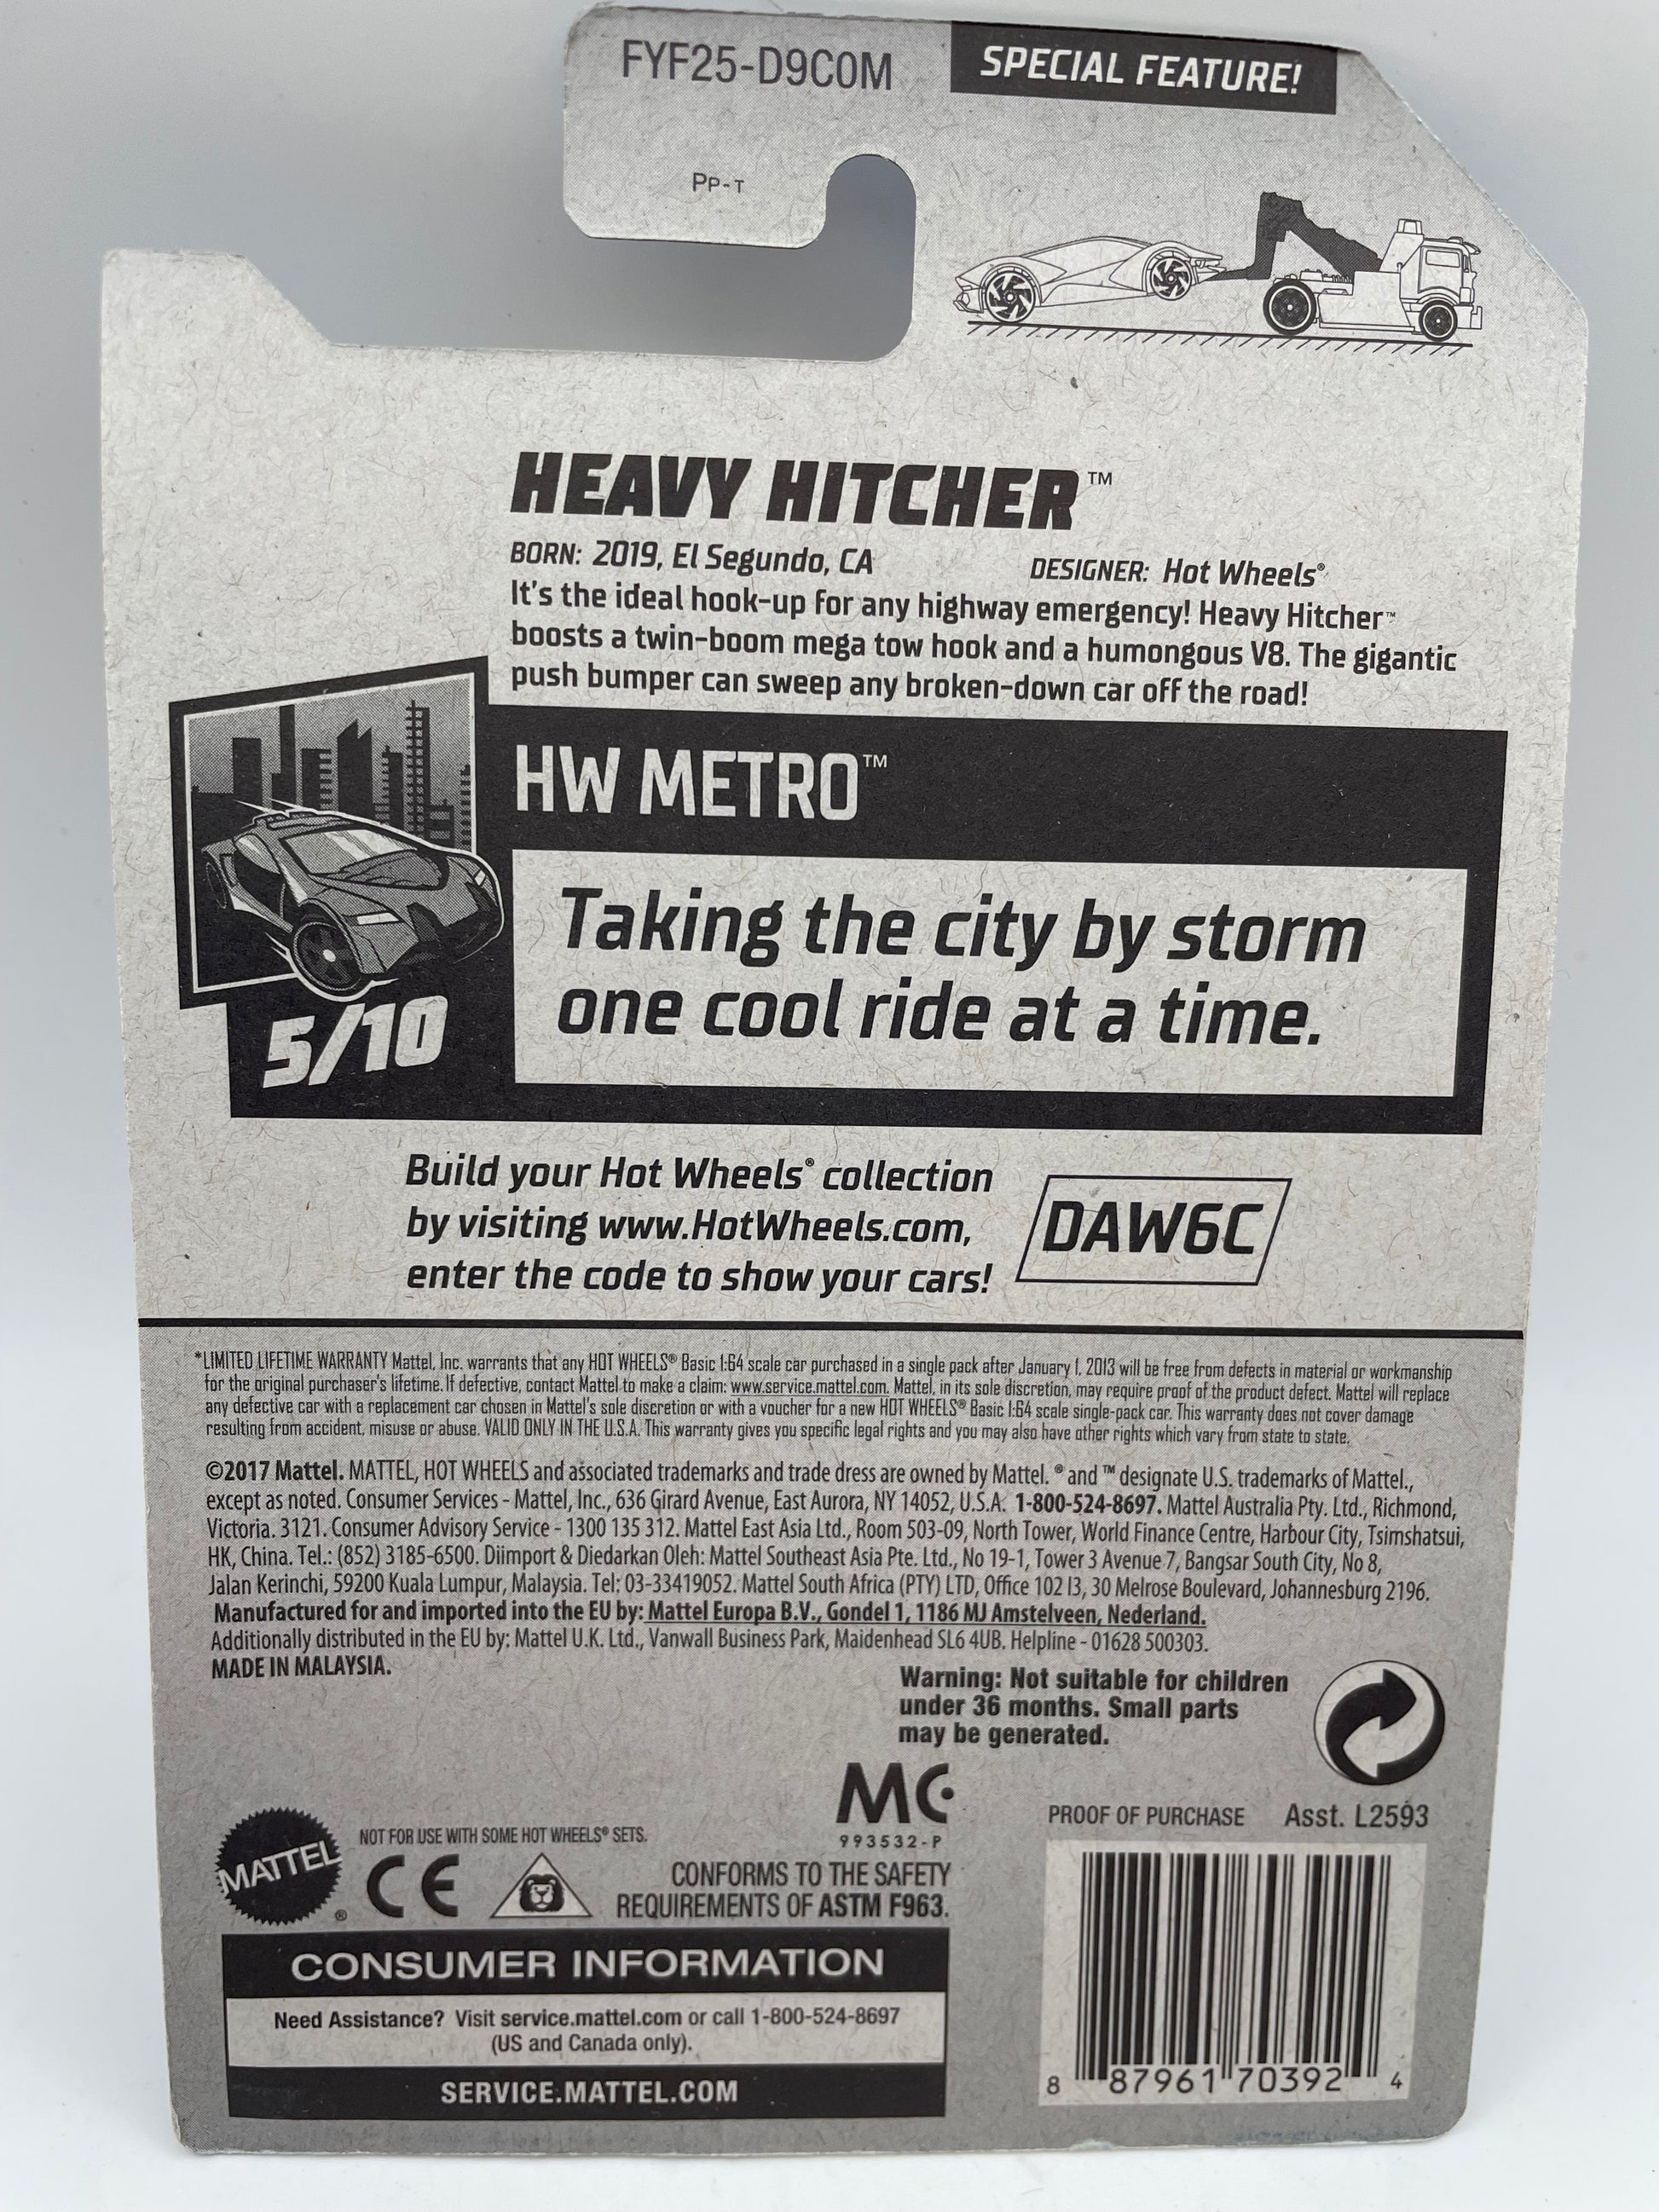 FYF25-D9C0M
SPECIAL FEATURE!
PP-T
HEAVY HITCHER™
BORN: 2019, El Segundo, CA DESIGNER: Hot Wheels®
It's the ideal hook-up for any highway emergency! Heavy Hitcher™
boosts a twin-boom mega tow hook and a humongous V8. The gigantic
push bumper can sweep any broken-down car off the road!
HW METRO™
Taking the city by storm
one cool ride at a time.
5/10
Build your Hot Wheels® collection
by visiting www.HotWheels.com,
enter the code to show your cars!
DAW6C
*LIMITED LIFETIME WARRANTY Mattel, Inc. warrants that any HOT WHEELS® Basic 1:64 scale car purchased in a single pack after January 1, 2013 will be free from defects in material or workmanship
for the original purchaser's lifetime. If defective, contact Mattel to make a claim: www.service.mattel.com. Mattel, in its sole discretion, may require proof of the product defect. Mattel will replace
any defective car with a replacement car chosen in Mattel's sole discretion or with a voucher for a new HOT WHEELS® Basic 1:64 scale single-pack car. This warranty does not cover damage
resulting from accident, misuse or abuse. VALID ONLY IN THE U.S.A. This warranty gives you specific legal rights and you may also have other rights which vary from state to state.
©2017 Mattel. MATTEL, HOT WHEELS and associated trademarks and trade dress are owned by Mattel. ® and ™ designate U.S. trademarks of Mattel.,
except as noted. Consumer Services - Mattel, Inc., 636 Girard Avenue, East Aurora, NY 14052, U.S.A. 1-800-524-8697. Mattel Australia Pty. Ltd., Richmond,
Victoria. 3121. Consumer Advisory Service - 1300 135 312. Mattel East Asia Ltd., Room 503-09, North Tower, World Finance Centre, Harbour City, Tsimshatsui,
HK, China. Tel.: (852) 3185-6500. Diimport & Diedarkan Oleh: Mattel Southeast Asia Pte. Ltd., No 19-1, Tower 3 Avenue 7, Bangsar South City, No 8,
Jalan Kerinchi, 59200 Kuala Lumpur, Malaysia. Tel: 03-33419052. Mattel South Africa (PTY) LTD, Office 102 I3, 30 Melrose Boulevard, Johannesburg 2196.
Manufactured for and imported into the EU by: Mattel Europa B.V., Gondel 1, 1186 MJ Amstelveen, Nederland.
Additionally distributed in the EU by: Mattel U.K. Ltd., Vanwall Business Park, Maidenhead SL6 4UB. Helpline - 01628 500303.
MADE IN MALAYSIA.
Warning: Not suitable for children
under 36 months. Small parts
may be generated.
MC
993532-P
PROOF OF PURCHASE Asst. L2593
MATTEL®
NOT FOR USE WITH SOME HOT WHEELS® SETS.
CE
CONFORMS TO THE SAFETY
REQUIREMENTS OF ASTM F963.
CONSUMER INFORMATION
Need Assistance? Visit service.mattel.com or call 1-800-524-8697
(US and Canada only).
SERVICE.MATTEL.COM
8 87961 70392 4